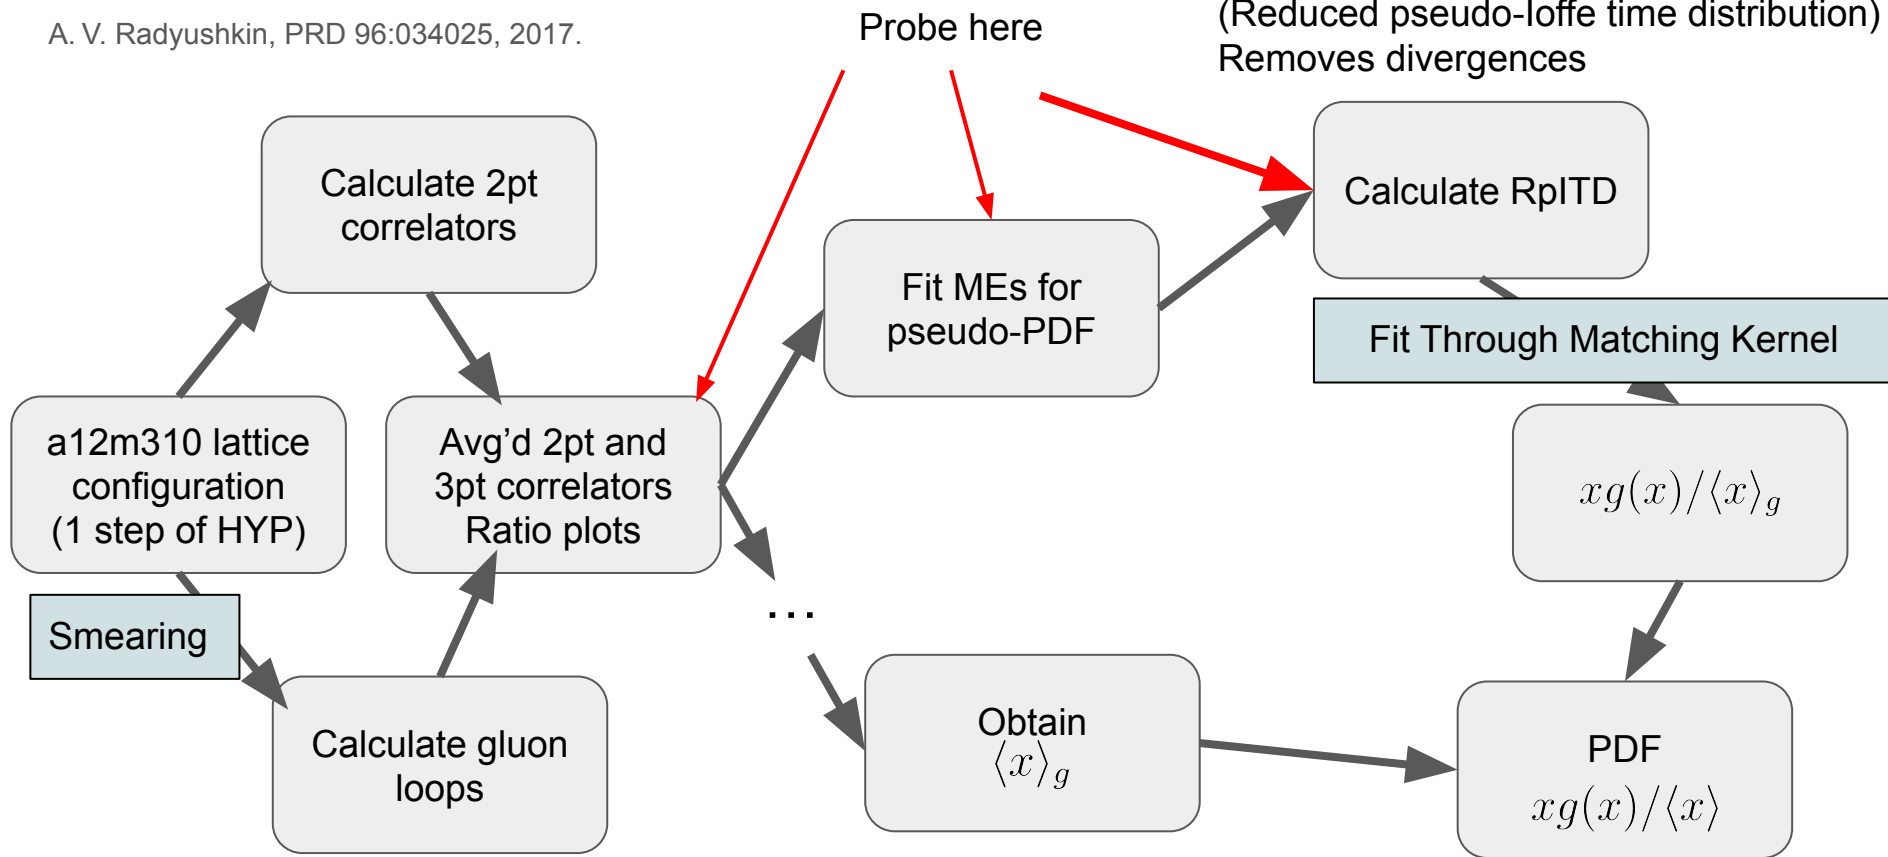 A. V. Radyushkin, PRD 96:034025, 2017.
Probe here
(Reduced pseudo-Ioffe time distribution)
Removes divergences
Calculate 2pt
correlators
Calculate RpITD
Fit MEs for
pseudo-PDF
Fit Through Matching Kernel
a12m310 lattice
configuration
(1 step of HYP)
Avg’d 2pt and
3pt correlators
Ratio plots
xg(x)/⟨x⟩_g
Smearing
...
Calculate gluon
loops
Obtain
⟨x⟩_g
PDF
xg(x)/⟨x⟩